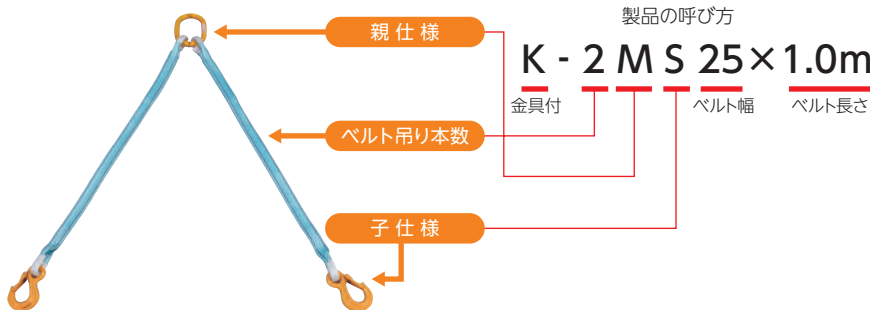 製品の呼び方
親仕様
K - 2 M S 25×1.0m
金具付
ベルト幅
ベルト長さ
ベルト吊り本数
子仕様